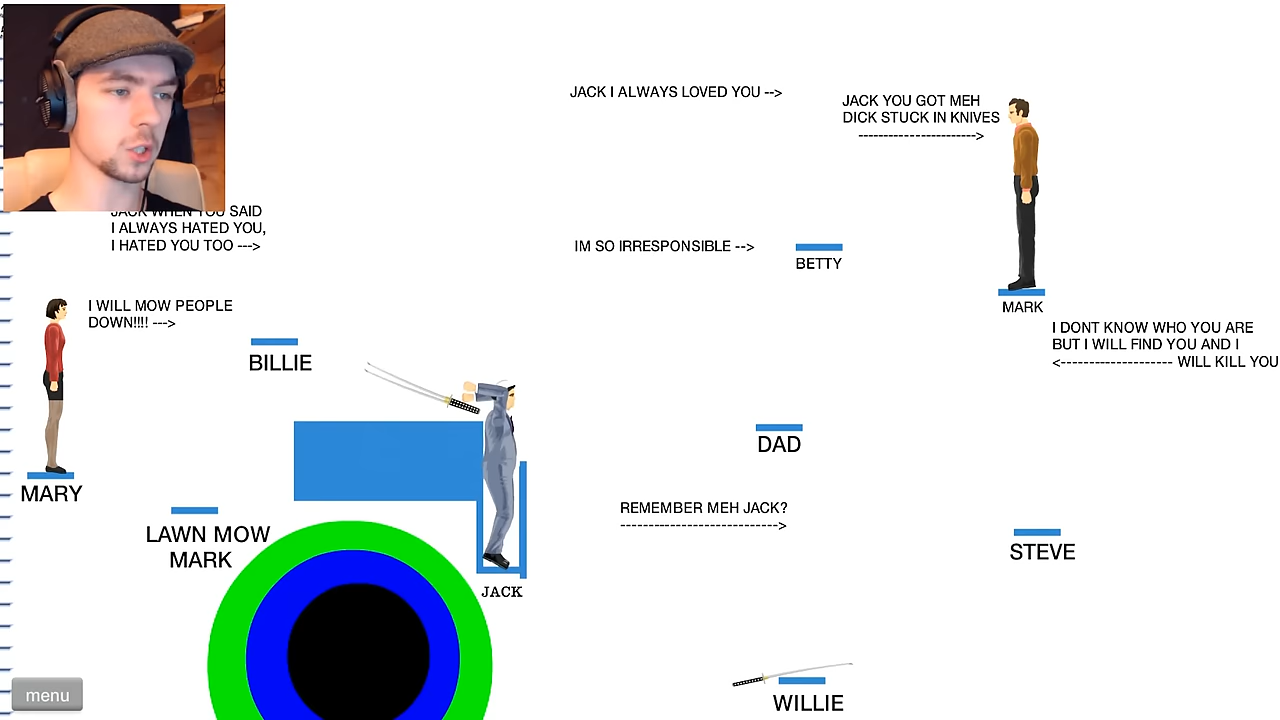 JACK I ALWAYS LOVED YOU -->
JACK YOU GOT MEH
DICK STUCK IN KNIVES
----------------------->
JACK WHEN YOU SAID
I ALWAYS HATED YOU,
I HATED YOU TOO --->
IM SO IRRESPONSIBLE -->
BETTY
MARK
I WILL MOW PEOPLE
DOWN!!!! --->
I DONT KNOW WHO YOU ARE
BUT I WILL FIND YOU AND I
<-------------------- WILL KILL YOU
BILLIE
DAD
MARY
REMEMBER MEH JACK?
---------------------------->
LAWN MOW
MARK
STEVE
JACK
menu
WILLIE